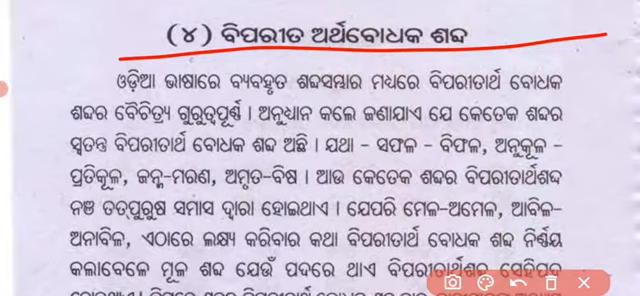 (୪) ବିପରୀତ ଅର୍ଥବୋଧକ ଶବ୍ଦ
ଓଡ଼ିଆ ଭାଷାରେ ବ୍ୟବହୃତ ଶବ୍ଦସମ୍ଭାର ମଧ୍ୟରେ ବିପରୀତାର୍ଥ ବୋଧକ
ଶବ୍ଦର ବୈଚିତ୍ର୍ୟ ଗୁରୁତ୍ୱପୂର୍ଣ୍ଣ । ଅନୁଧ୍ୟାନ କଲେ ଜଣାଯାଏ ଯେ କେତେକ ଶବ୍ଦର
ସ୍ୱତନ୍ତ୍ର ବିପରୀତାର୍ଥ ବୋଧକ ଶବ୍ଦ ଅଛି । ଯଥା - ସଫଳ - ବିଫଳ, ଅନୁକୂଳ -
ପ୍ରତିକୂଳ, ଜନ୍ମ-ମରଣ, ଅମୃତ-ବିଷ । ଆଉ କେତେକ ଶବ୍ଦର ବିପରୀତାର୍ଥଶବ୍ଦ
ନଞ ତତ୍‌ପୁରୁଷ ସମାସ ଦ୍ୱାରା ହୋଇଥାଏ । ଯେପରି ମେଳ-ଅମେଳ, ଆବିଳ-
ଅନାବିଳ, ଏଠାରେ ଲକ୍ଷ୍ୟ କରିବାର କଥା ବିପରୀତାର୍ଥ ବୋଧକ ଶବ୍ଦ ନିର୍ଣ୍ଣୟ
କଲାବେଳେ ମୂଳ ଶବ୍ଦ ଯେଉଁ ପଦରେ ଥାଏ ବିପରୀତାର୍ଥଶବ୍ଦ ସେହିପଦ